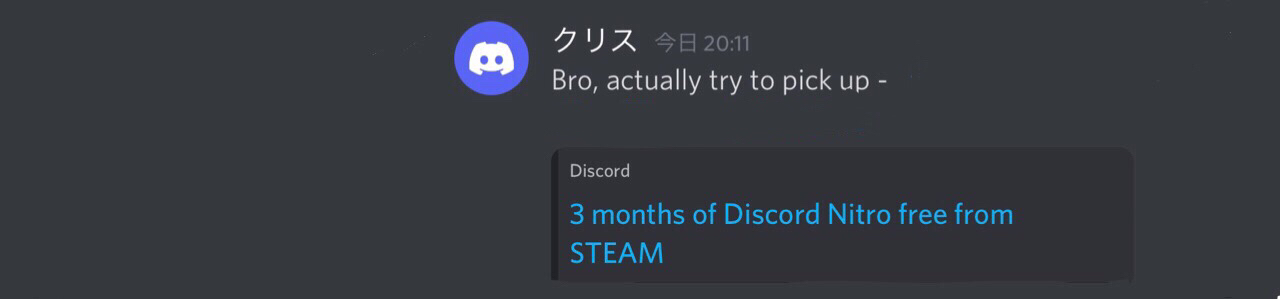 クリス 今日 20:11
Bro, actually try to pick up -
Discord
3 months of Discord Nitro free from
STEAM